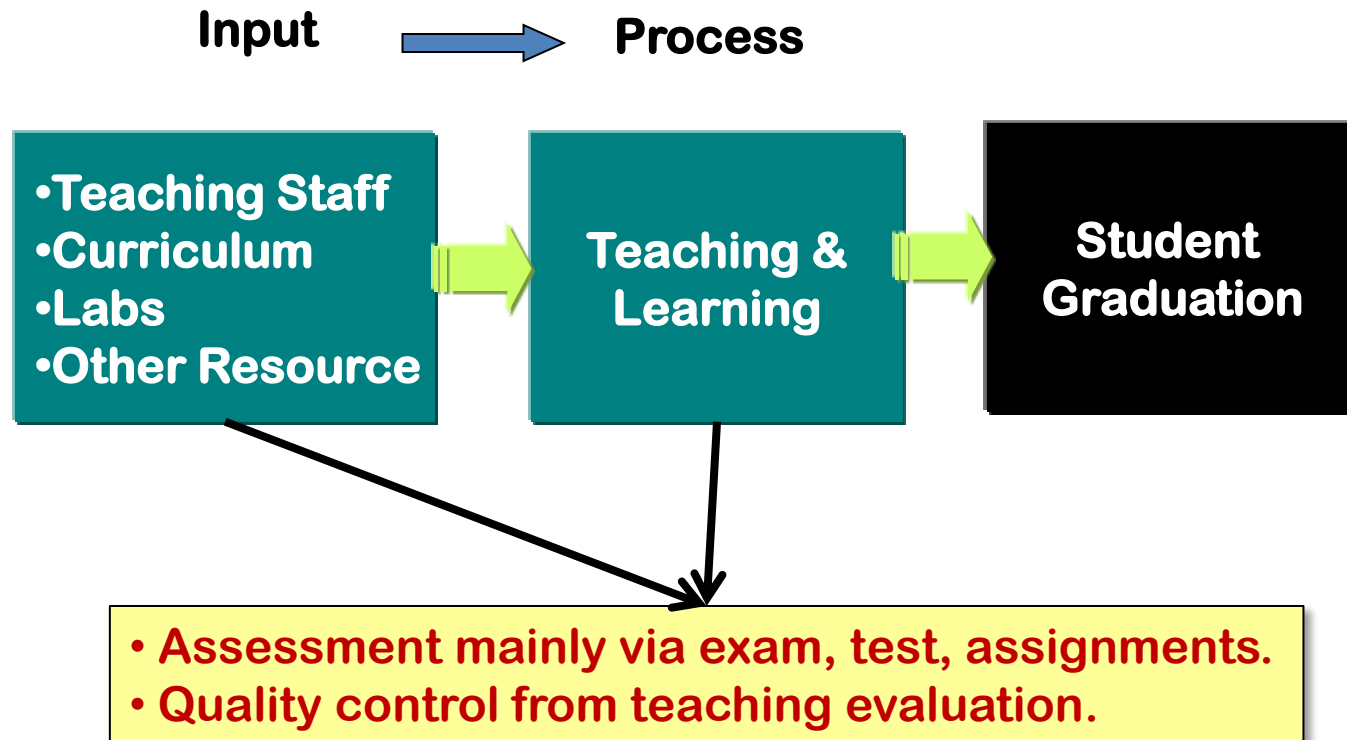 Input
Process
•Teaching Staff
•Curriculum
•Labs
•Other Resource
Teaching &
Learning
Student
Graduation
• Assessment mainly via exam, test, assignments.
• Quality control from teaching evaluation.